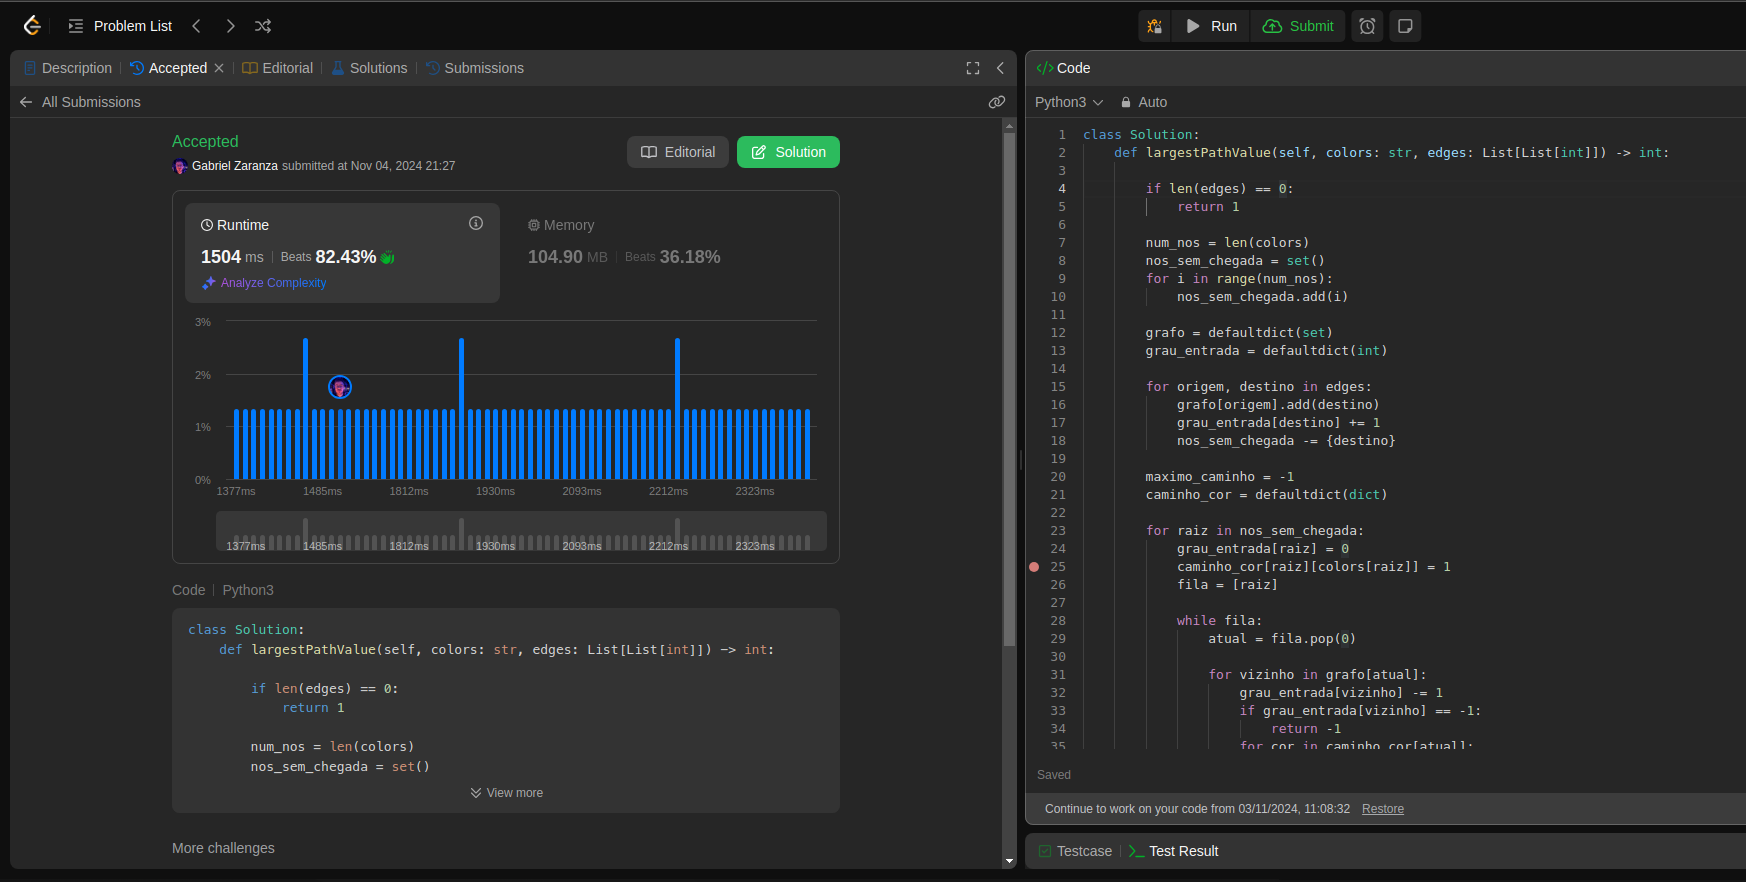 Problem List
Run
Submit
Description
Accepted
Editorial
Solutions
Submissions
All Submissions
Accepted
Gabriel Zaranza submitted at Nov 04, 2024 21:27
Editorial
Solution
Runtime
1504 ms | Beats 82.43%
Analyze Complexity
Memory
104.90 MB | Beats 36.18%
3%
2%
1%
0%
1377ms 1485ms 1812ms 1930ms 2093ms 2212ms 2323ms
1377ms 1485ms 1812ms 1930ms 2093ms 2212ms 2323ms
Code | Python3
class Solution:
    def largestPathValue(self, colors: str, edges: List[List[int]]) -> int:
        if len(edges) == 0:
            return 1
        num_nos = len(colors)
        nos_sem_chegada = set()
View more
More challenges
</> Code
Python3
Auto
1 class Solution:
2     def largestPathValue(self, colors: str, edges: List[List[int]]) -> int:
3
4         if len(edges) == 0:
5             return 1
6
7         num_nos = len(colors)
8         nos_sem_chegada = set()
9         for i in range(num_nos):
10             nos_sem_chegada.add(i)
11
12         grafo = defaultdict(set)
13         grau_entrada = defaultdict(int)
14
15         for origem, destino in edges:
16             grafo[origem].add(destino)
17             grau_entrada[destino] += 1
18             nos_sem_chegada -= {destino}
19
20         maximo_caminho = -1
21         caminho_cor = defaultdict(dict)
22
23         for raiz in nos_sem_chegada:
24             grau_entrada[raiz] = 0
25             caminho_cor[raiz][colors[raiz]] = 1
26             fila = [raiz]
27
28             while fila:
29                 atual = fila.pop(0)
30
31                 for vizinho in grafo[atual]:
32                     grau_entrada[vizinho] -= 1
33                     if grau_entrada[vizinho] == -1:
34                         return -1
35                     for cor in caminho_cor[atual]:
Saved
Continue to work on your code from 03/11/2024, 11:08:32 Restore
Testcase
Test Result